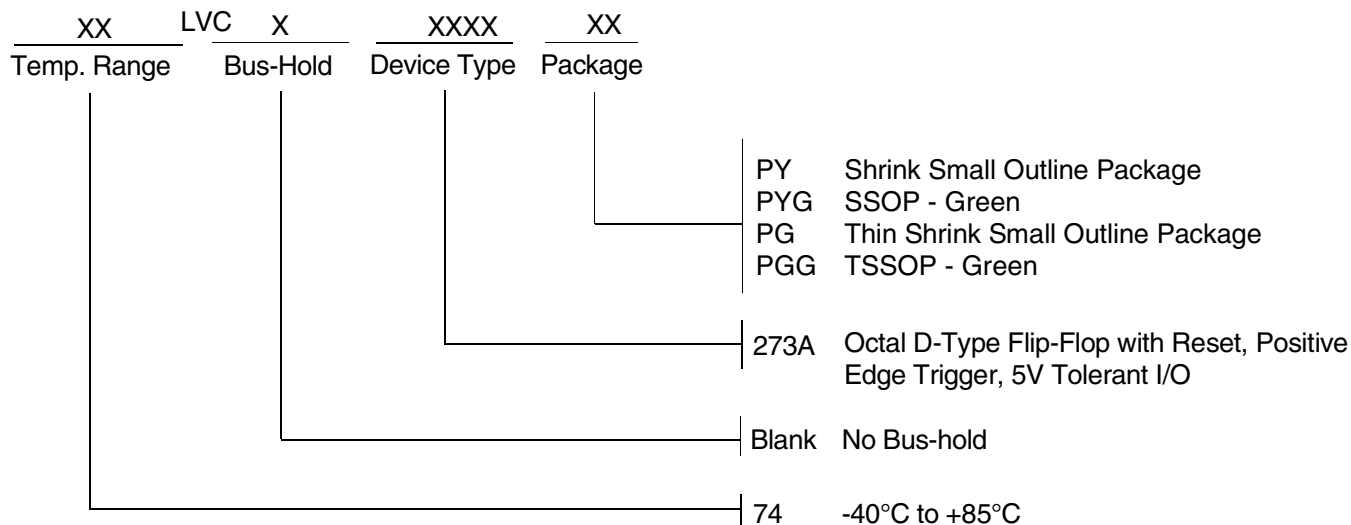 XX LVC X XXXX XX
Temp. Range Bus-Hold Device Type Package
PY Shrink Small Outline Package
PYG SSOP - Green
PG Thin Shrink Small Outline Package
PGG TSSOP - Green
273A Octal D-Type Flip-Flop with Reset, Positive
Edge Trigger, 5V Tolerant I/O
Blank No Bus-hold
74 -40°C to +85°C